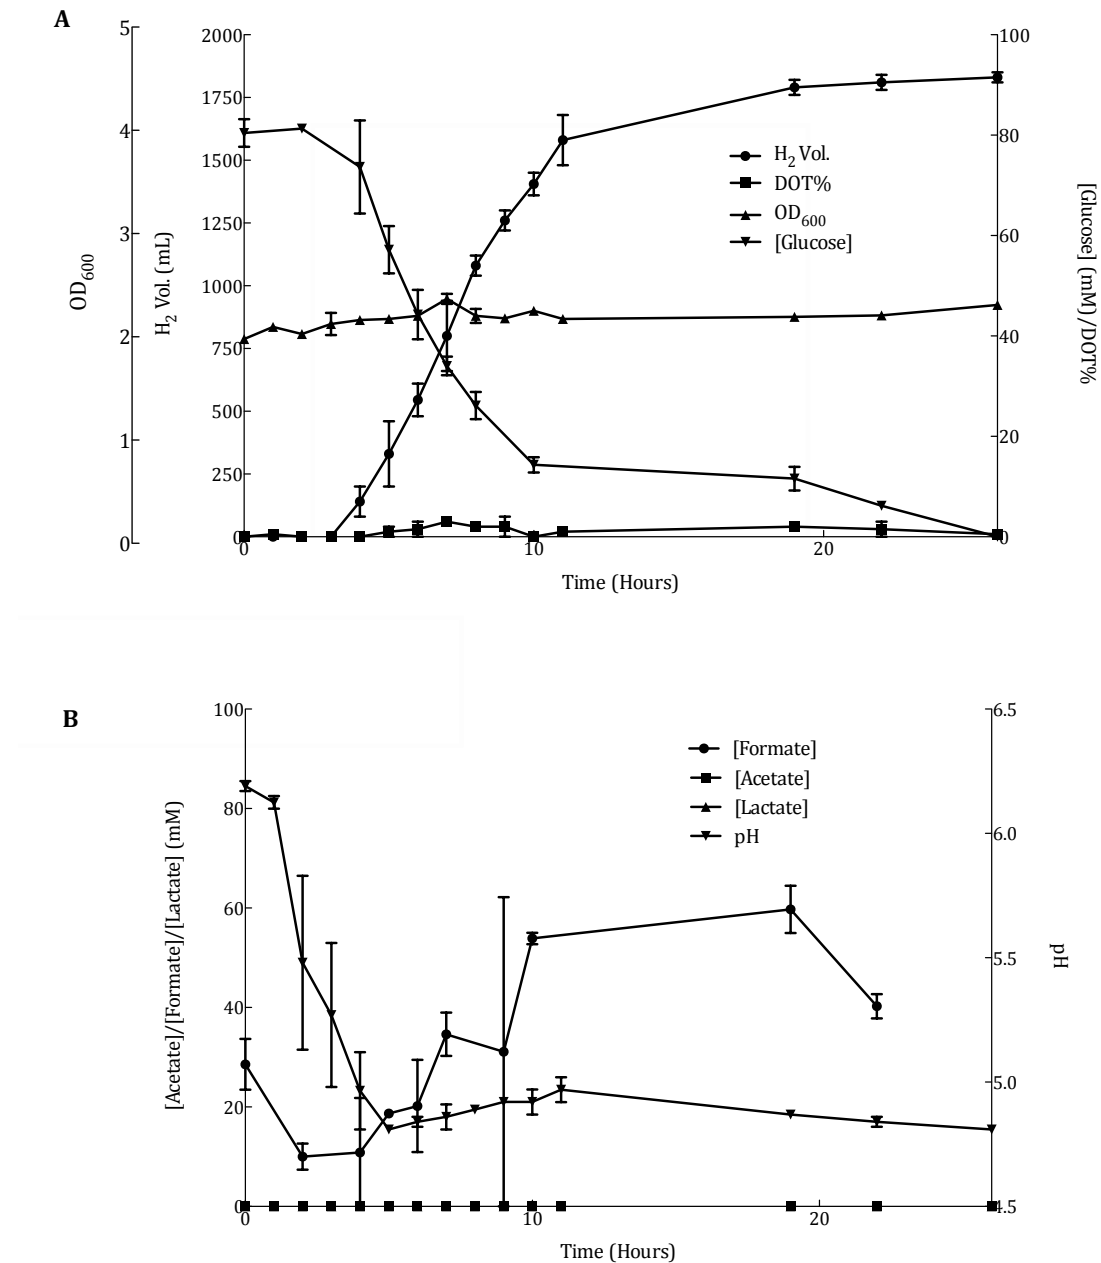 A
5
4
3
2
1
0
OD600
2000
1750
1500
1250
1000
750
500
250
0
H2 Vol. (mL)
H2 Vol.
DOT%
OD600
[Glucose]
100
80
60
40
20
0
[Glucose] (mM)/DOT%
0
10
20
Time (Hours)
B
100
80
60
40
20
0
[Acetate]/[Formate]/[Lactate] (mM)
[Formate]
[Acetate]
[Lactate]
pH
6.5
6.0
5.5
5.0
4.5
pH
0
10
20
Time (Hours)